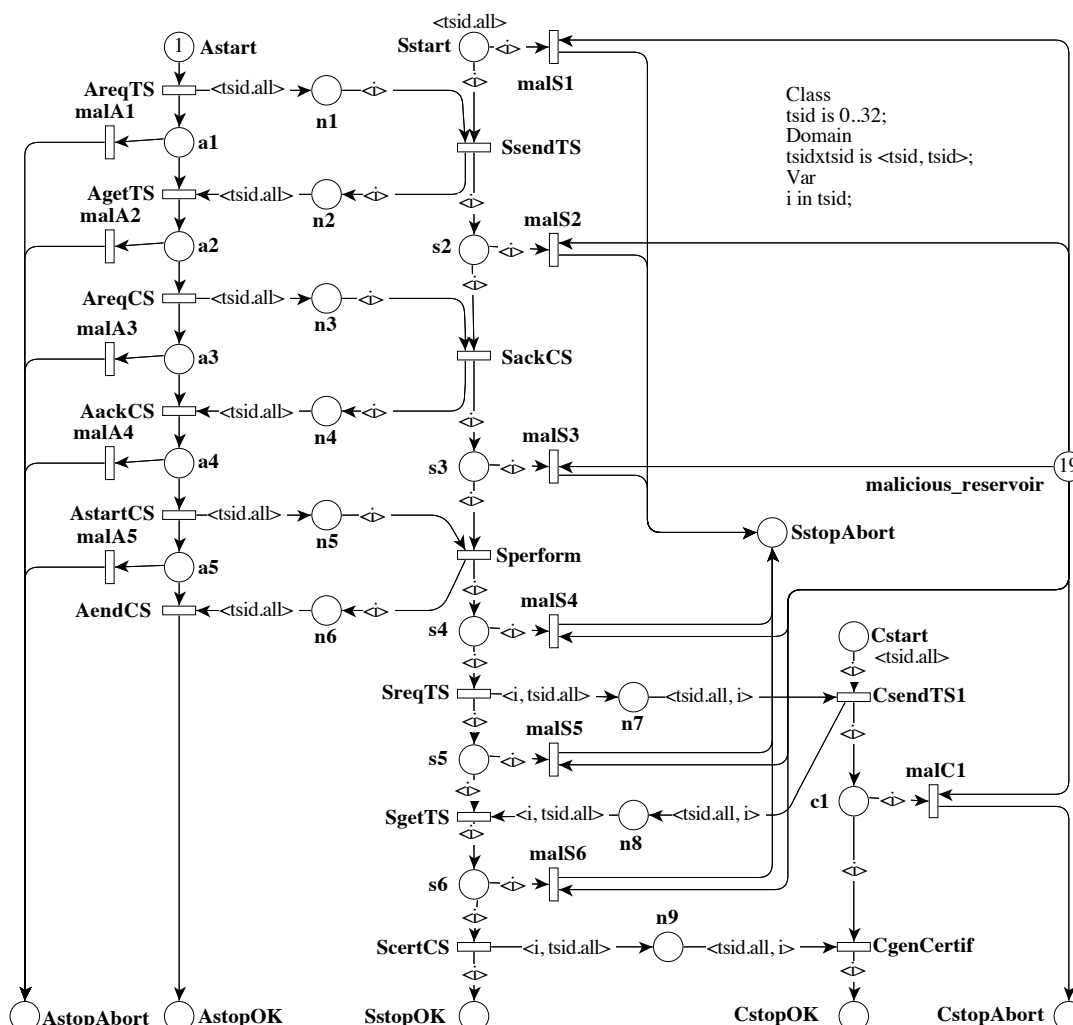 <tsid.all>
1 Astart
Sstart <i>
malS1
<i>
AreqTS <tsid.all> n1 <i>
malA1
a1
SsendTS
Class
tsid is 0..32;
Domain
tsidxtsid is <tsid, tsid>;
Var
i in tsid;
AgetTS <tsid.all> n2 <i>
<i>
malA2
a2
s2 <i>
malS2
<i>
AreqCS <tsid.all> n3 <i>
malA3
a3
SackCS
AackCS <tsid.all> n4 <i>
<i>
malA4
a4
s3 <i>
malS3
19
malicious_reservoir
<i>
AstartCS <tsid.all> n5 <i>
SstopAbort
malA5
a5
Sperform
AendCS <tsid.all> n6 <i>
<i>
s4 <i>
malS4
Cstart
<tsid.all>
<i>
<i>
SreqTS <i, tsid.all> n7 <tsid.all, i> CsendTS1
<i>
s5 <i>
malS5
<i>
malC1
c1 <i>
SgetTS <i, tsid.all> n8 <tsid.all, i>
<i>
malS6
s6 <i>
<i>
<i>
n9
ScertCS <i, tsid.all> <tsid.all, i> CgenCertif
<i>
<i>
AstopAbort AstopOK SstopOK CstopOK CstopAbort